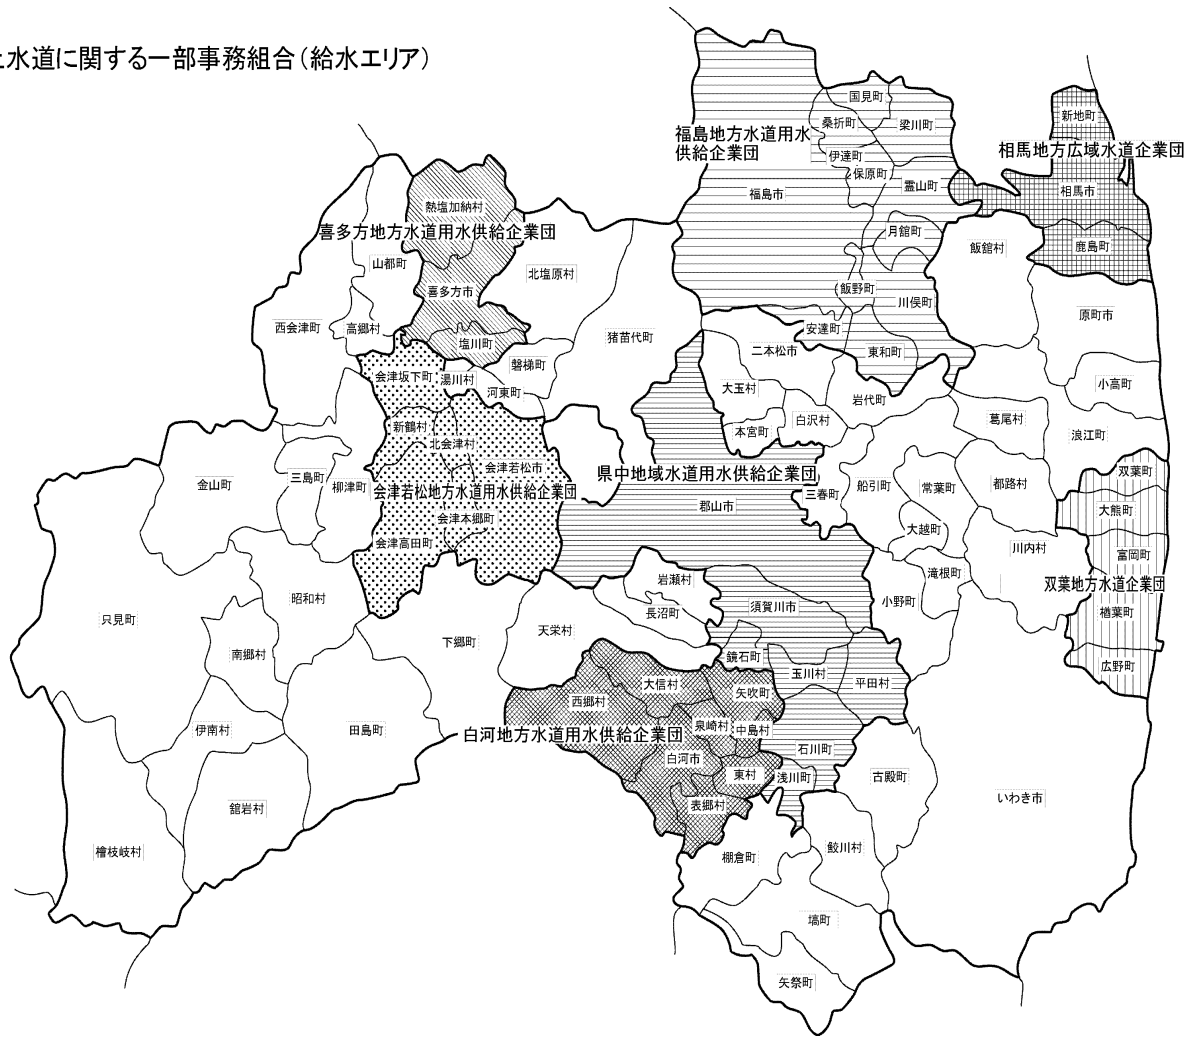 水道に関する一部事務組合（給水エリア）
国見町
新地町
桑折町
梁川町
福島地方水道用水
供給企業団
相馬地方広域水道企業団
伊達町
保原町
霊山町
福島市
相馬市
熱塩加納村
喜多方地方水道用水供給企業団
月舘町
飯舘村
鹿島町
山都町
北塩原村
喜多方市
飯野町
川俣町
西会津町
高郷村
塩川町
猪苗代町
安達町
原町市
二本松市
東和町
磐梯町
会津坂下町
湯川村
河東町
大玉村
岩代町
小高町
新鶴村
北会津村
本宮町
白沢村
葛尾村
浪江町
会津若松市
県中地域水道用水供給企業団
双葉町
金山町
三島町
柳津町
会津若松地方水道用水供給企業団
三春町
船引町
常葉町
都路村
郡山市
大熊町
会津本郷町
大越町
会津高田町
川内村
富岡町
岩瀬村
滝根町
双葉地方水道企業団
昭和村
長沼町
須賀川市
小野町
楢葉町
只見町
下郷町
天栄村
南郷村
鏡石町
玉川村
平田村
広野町
大信村
西郷村
矢吹町
伊南村
田島町
白河地方水道用水供給企業団
泉崎村
中島村
石川町
白河市
東村
浅川町
古殿町
舘岩村
表郷村
いわき市
檜枝岐村
棚倉町
鮫川村
塙町
矢祭町